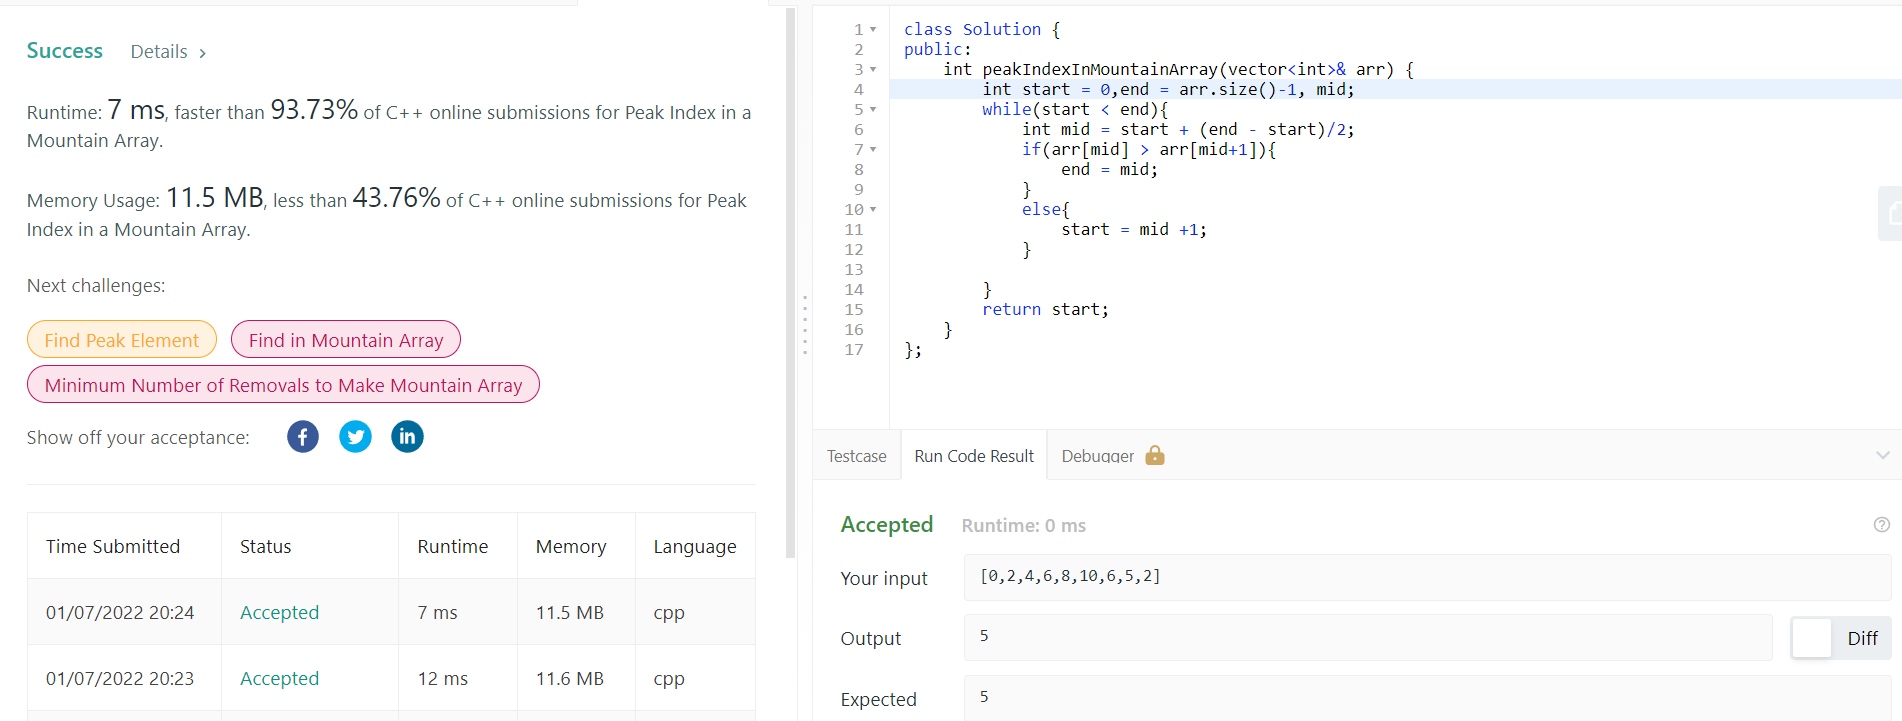 Success Details >
Runtime: 7 ms, faster than 93.73% of C++ online submissions for Peak Index in a
Mountain Array.
Memory Usage: 11.5 MB, less than 43.76% of C++ online submissions for Peak
Index in a Mountain Array.
Next challenges:
Find Peak Element Find in Mountain Array
Minimum Number of Removals to Make Mountain Array
Show off your acceptance:
Time Submitted Status Runtime Memory Language
01/07/2022 20:24 Accepted 7 ms 11.5 MB cpp
01/07/2022 20:23 Accepted 12 ms 11.6 MB cpp
1 class Solution {
2 public:
3     int peakIndexInMountainArray(vector<int>& arr) {
4         int start = 0,end = arr.size()-1, mid;
5         while(start < end){
6             int mid = start + (end - start)/2;
7             if(arr[mid] > arr[mid+1]){
8                 end = mid;
9             }
10             else{
11                 start = mid +1;
12             }
13
14         }
15         return start;
16     }
17 };
Testcase Run Code Result Debugger
Accepted Runtime: 0 ms
Your input [0,2,4,6,8,10,6,5,2]
Output 5 Diff
Expected 5